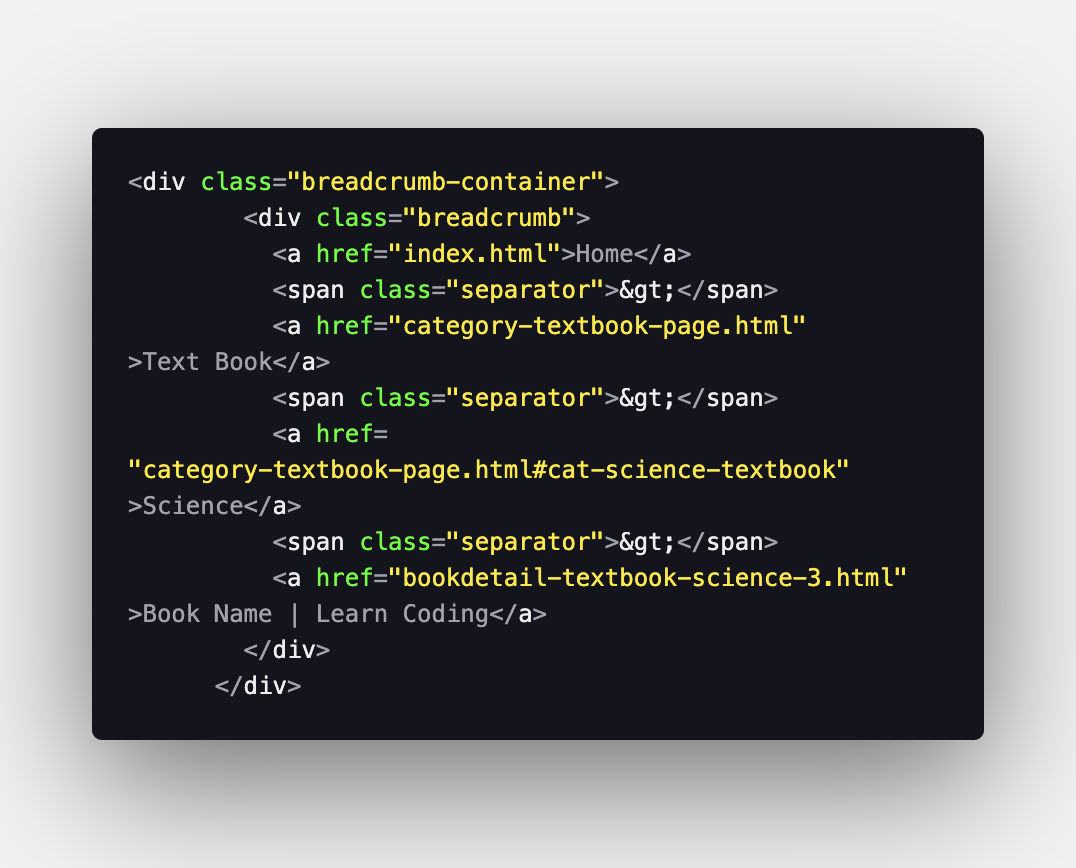 <div class="breadcrumb-container">
        <div class="breadcrumb">
          <a href="index.html">Home</a>
          <span class="separator">&gt;</span>
          <a href="category-textbook-page.html"
>Text Book</a>
          <span class="separator">&gt;</span>
          <a href=
"category-textbook-page.html#cat-science-textbook"
>Science</a>
          <span class="separator">&gt;</span>
          <a href="bookdetail-textbook-science-3.html"
>Book Name | Learn Coding</a>
        </div>
      </div>